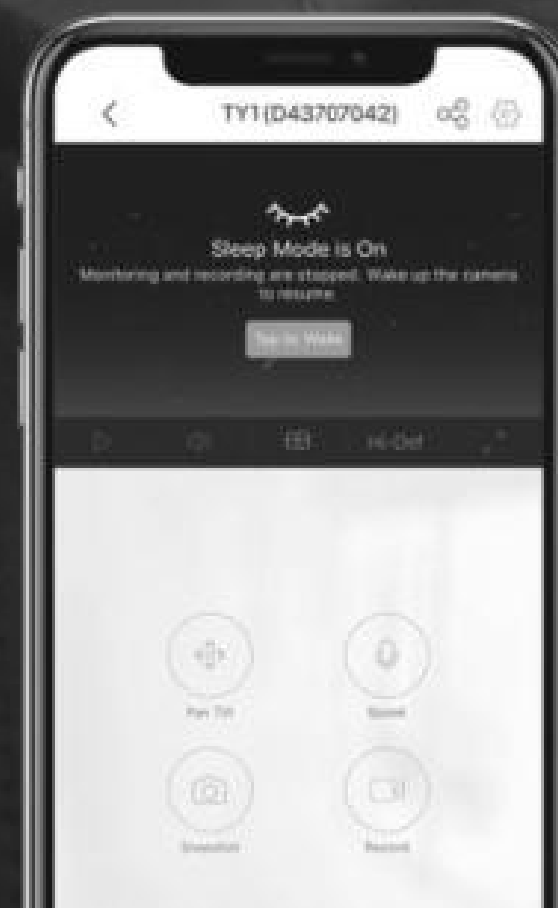 TY1(D43707042)
Sleep Mode is On
Monitoring and recording are stopped. Wake up the camera
to resume.
Tap to Wake
Hi-Def
Pan Tilt
Speak
Snapshot
Record